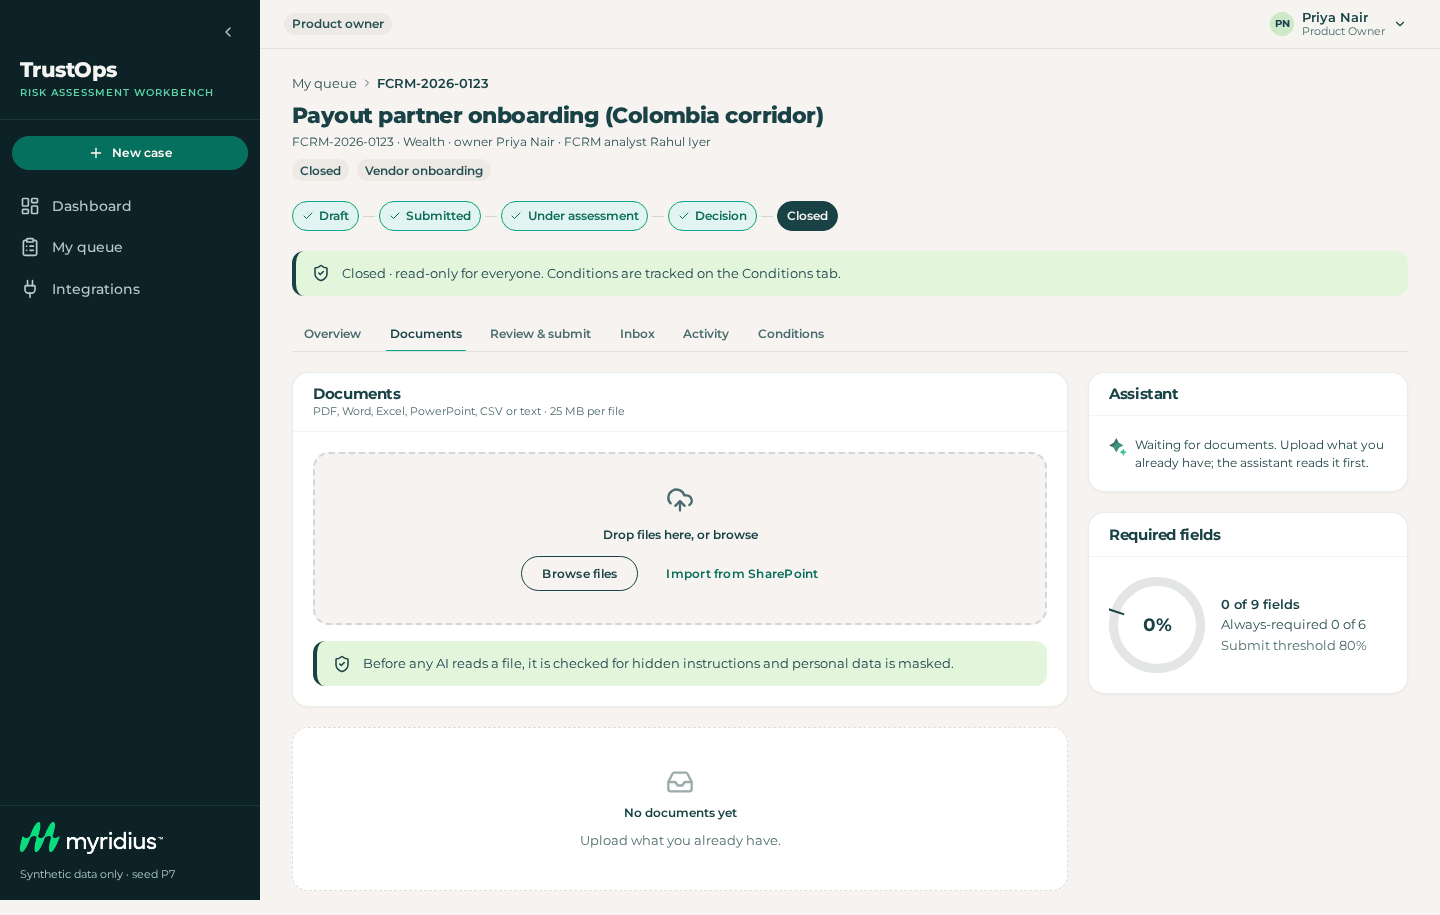 TrustOps
RISK ASSESSMENT WORKBENCH
New case
Dashboard
My queue
Integrations
myridius™
Synthetic data only · seed P7
Product owner
PN
Priya Nair
Product Owner
My queue > FCRM-2026-0123
Payout partner onboarding (Colombia corridor)
FCRM-2026-0123 · Wealth · owner Priya Nair · FCRM analyst Rahul Iyer
Closed Vendor onboarding
Draft Submitted Under assessment Decision Closed
Closed · read-only for everyone. Conditions are tracked on the Conditions tab.
Overview Documents Review & submit Inbox Activity Conditions
Documents
PDF, Word, Excel, PowerPoint, CSV or text · 25 MB per file
Drop files here, or browse
Browse files Import from SharePoint
Before any AI reads a file, it is checked for hidden instructions and personal data is masked.
No documents yet
Upload what you already have.
Assistant
Waiting for documents. Upload what you
already have; the assistant reads it first.
Required fields
0%
0 of 9 fields
Always-required 0 of 6
Submit threshold 80%